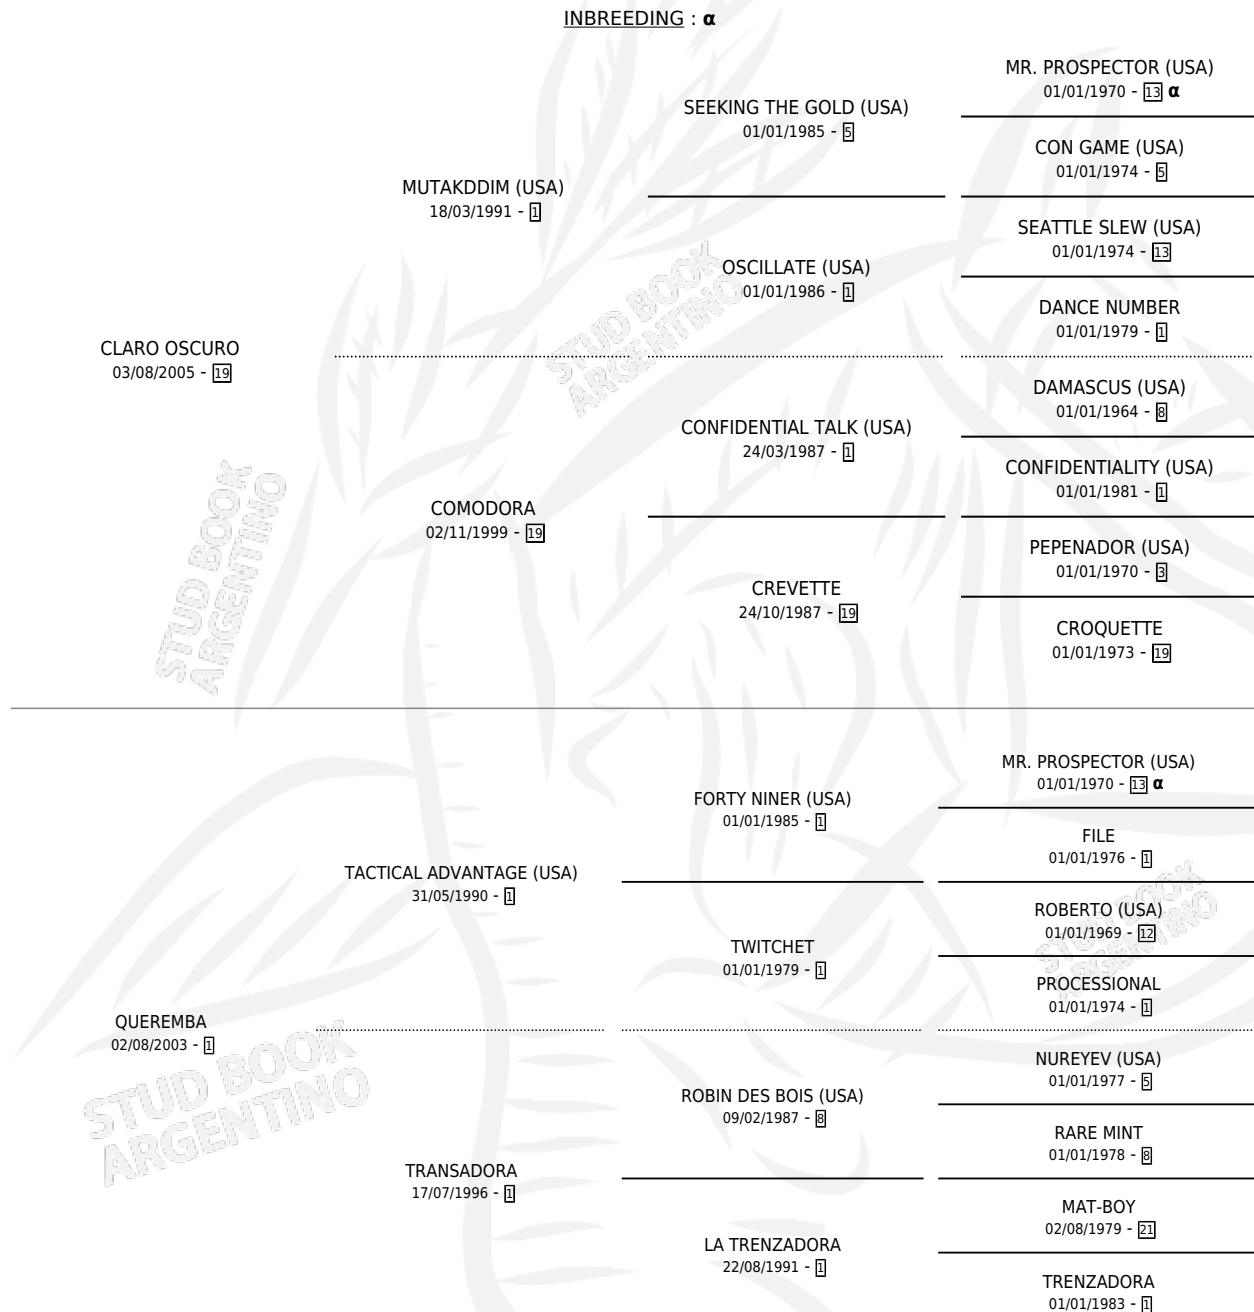 INBREEDING : α
MR. PROSPECTOR (USA)
01/01/1970 - 13 α
SEEKING THE GOLD (USA)
01/01/1985 - 5
CON GAME (USA)
01/01/1974 - 5
MUTAKDDIM (USA)
18/03/1991 - 1
SEATTLE SLEW (USA)
01/01/1974 - 13
OSCILLATE (USA)
01/01/1986 - 1
DANCE NUMBER
01/01/1979 - 1
CLARO OSCURO
03/08/2005 - 19
DAMASCUS (USA)
01/01/1964 - 8
CONFIDENTIAL TALK (USA)
24/03/1987 - 1
CONFIDENTIALITY (USA)
01/01/1981 - 1
COMODORA
02/11/1999 - 19
PEPENADOR (USA)
01/01/1970 - 3
CREVETTE
24/10/1987 - 19
CROQUETTE
01/01/1973 - 19
MR. PROSPECTOR (USA)
01/01/1970 - 13 α
FORTY NINER (USA)
01/01/1985 - 1
FILE
01/01/1976 - 1
TACTICAL ADVANTAGE (USA)
31/05/1990 - 1
ROBERTO (USA)
01/01/1969 - 12
TWITCHET
01/01/1979 - 1
PROCESSIONAL
01/01/1974 - 1
QUEREMBA
02/08/2003 - 1
NUREYEV (USA)
01/01/1977 - 5
ROBIN DES BOIS (USA)
09/02/1987 - 8
RARE MINT
01/01/1978 - 8
TRANSADORA
17/07/1996 - 1
MAT-BOY
02/08/1979 - 21
LA TRENZADORA
22/08/1991 - 1
TRENZADORA
01/01/1983 - 1
STUD BOOK
ARGENTINO
STUD BOOK
ARGENTINO
STUD BOOK
ARGENTINO
STUD BOOK
ARGENTINO